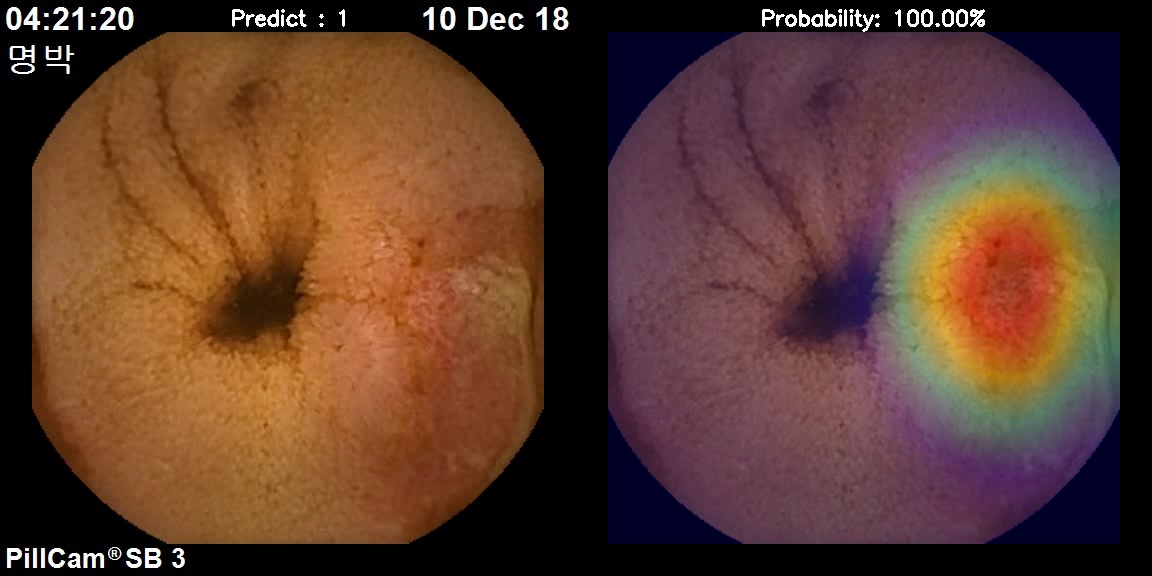 04:21:20
Predict : 1
10 Dec 18
Probability: 100.00%
명박
PillCam® SB 3